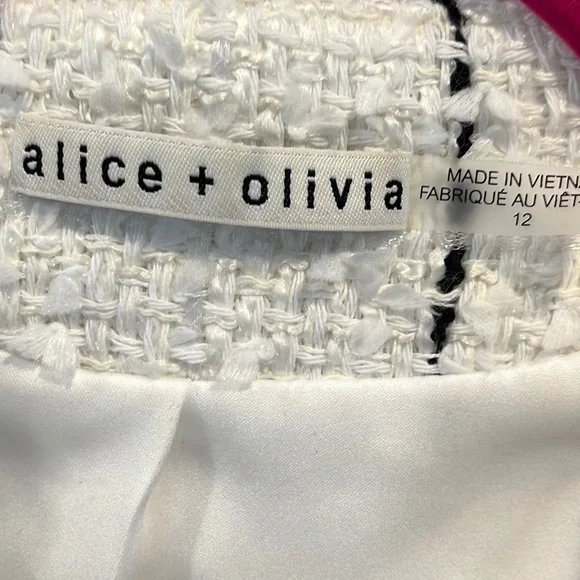 alice + olivia
MADE IN VIETNA
FABRIQUÉ AU VIÊT-
12